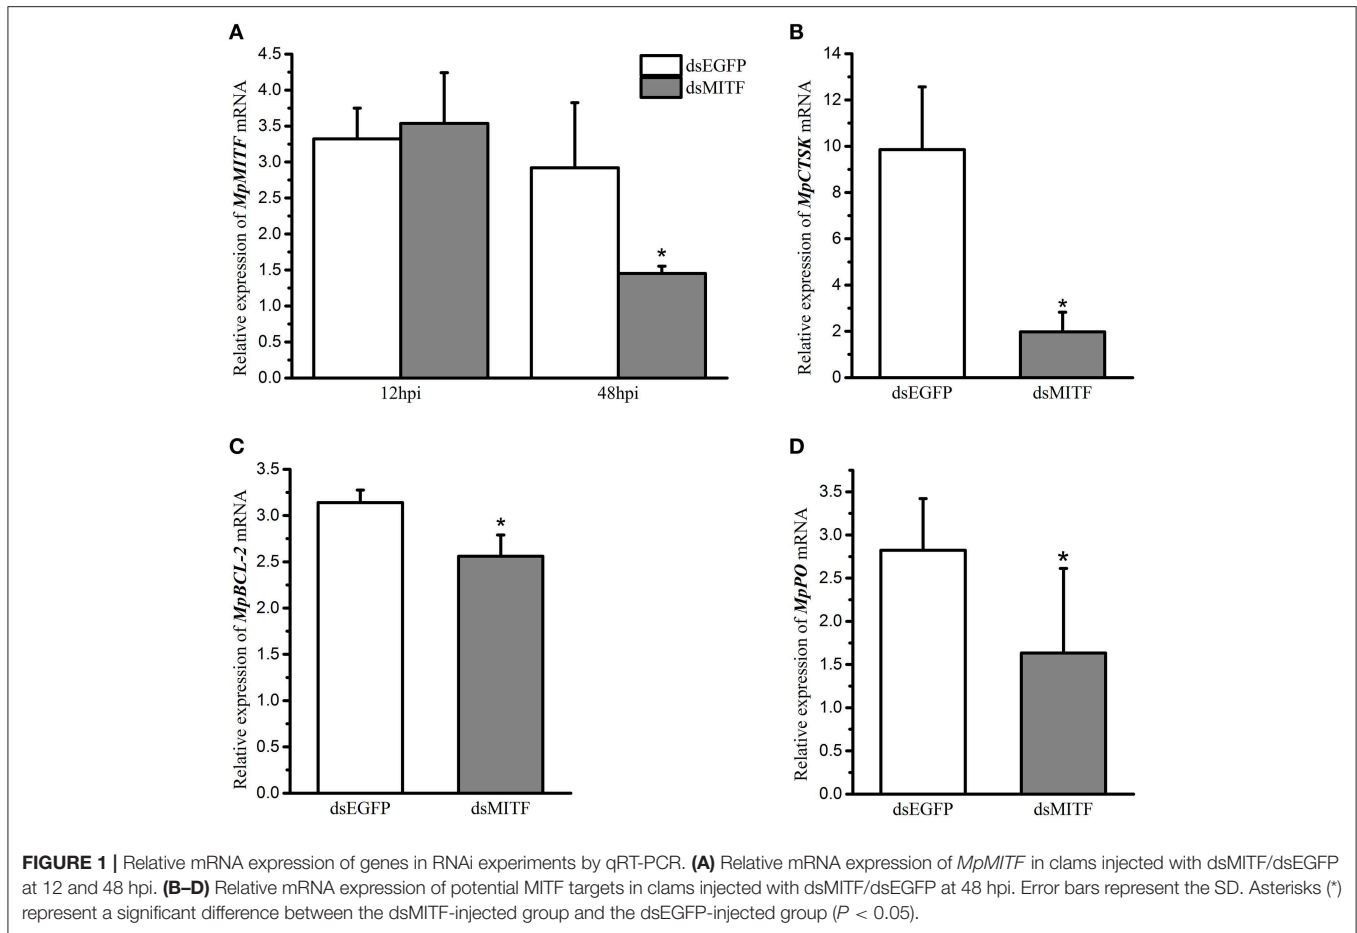 A
Relative expression of MpMITF mRNA
4.5
4.0
3.5
3.0
2.5
2.0
1.5
1.0
0.5
0.0
dsEGFP
dsMITF
*
12hpi
48hpi
B
Relative expression of MpCTSK mRNA
14
12
10
8
6
4
2
0
*
dsEGFP
dsMITF
C
Relative expression of MpBCL-2 mRNA
3.5
3.0
2.5
2.0
1.5
1.0
0.5
0.0
*
dsEGFP
dsMITF
D
Relative expression of MpPO mRNA
3.5
3.0
2.5
2.0
1.5
1.0
0.5
0.0
*
dsEGFP
dsMITF
FIGURE 1 | Relative mRNA expression of genes in RNAi experiments by qRT-PCR. (A) Relative mRNA expression of MpMITF in clams injected with dsMITF/dsEGFP
at 12 and 48 hpi. (B–D) Relative mRNA expression of potential MITF targets in clams injected with dsMITF/dsEGFP at 48 hpi. Error bars represent the SD. Asterisks (*)
represent a significant difference between the dsMITF-injected group and the dsEGFP-injected group (P < 0.05).